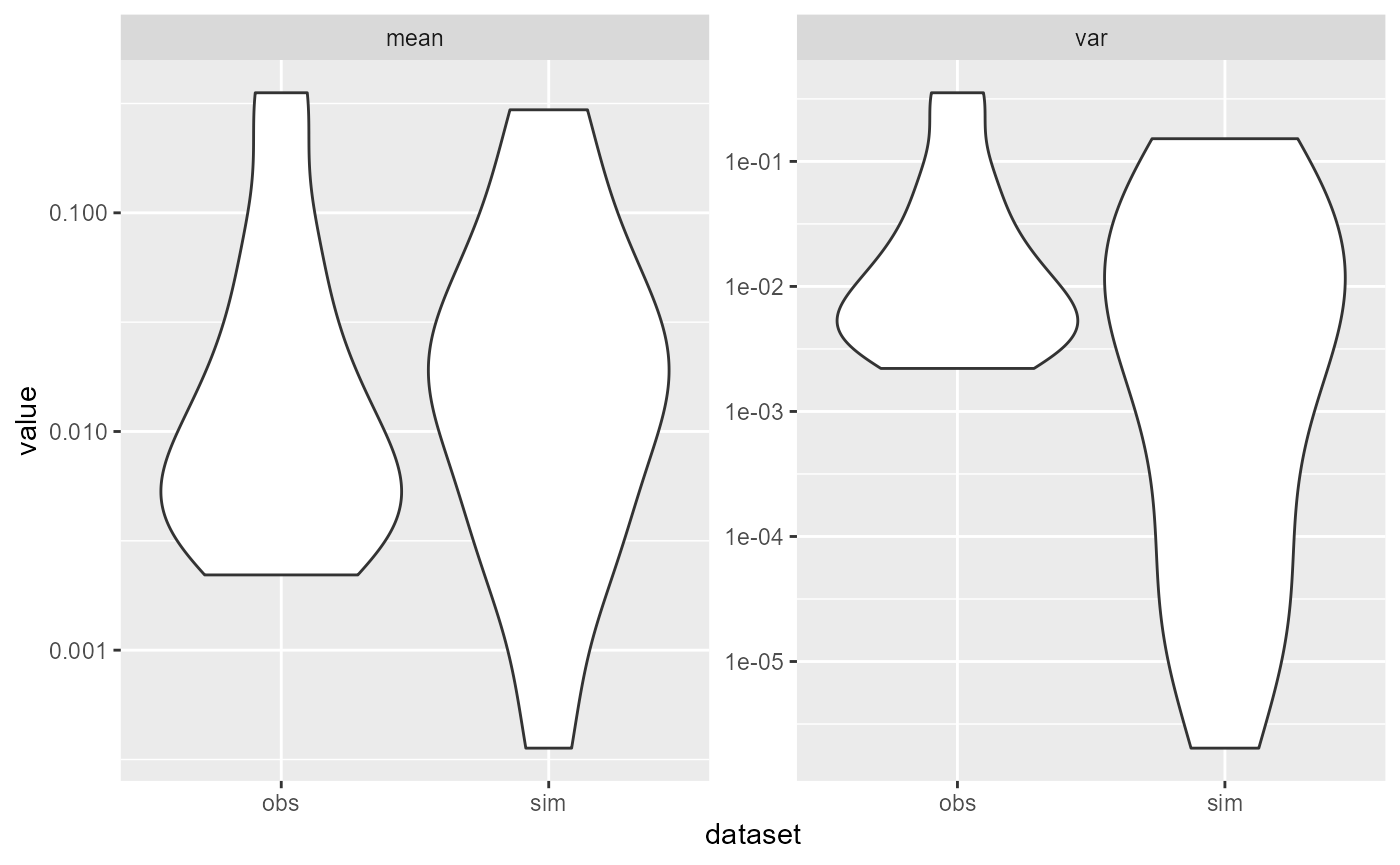 mean
var
value
0.100
0.010
0.001
1e-01
1e-02
1e-03
1e-04
1e-05
obs
sim
obs
sim
dataset